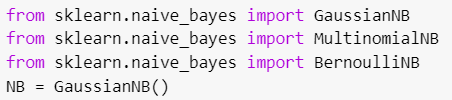 from sklearn.naive_bayes import GaussianNB
from sklearn.naive_bayes import MultinomialNB
from sklearn.naive_bayes import BernoulliNB
NB = GaussianNB()